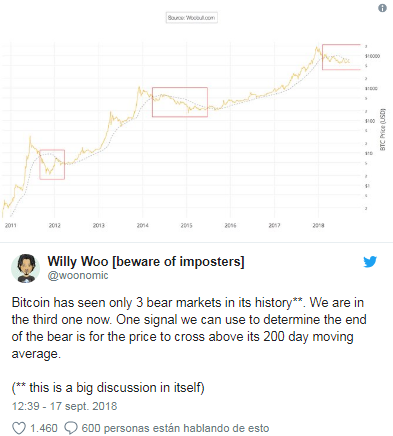 Source: Woobull.com
$10000
$1000
$100
$10
$1
BTC Price (USD)
2011 2012 2013 2014 2015 2016 2017 2018
Willy Woo [beware of imposters]
@woonomic
Bitcoin has seen only 3 bear markets in its history**. We are in
the third one now. One signal we can use to determine the end
of the bear is for the price to cross above its 200 day moving
average.
(** this is a big discussion in itself)
12:39 - 17 sept. 2018
1.460 600 personas están hablando de esto